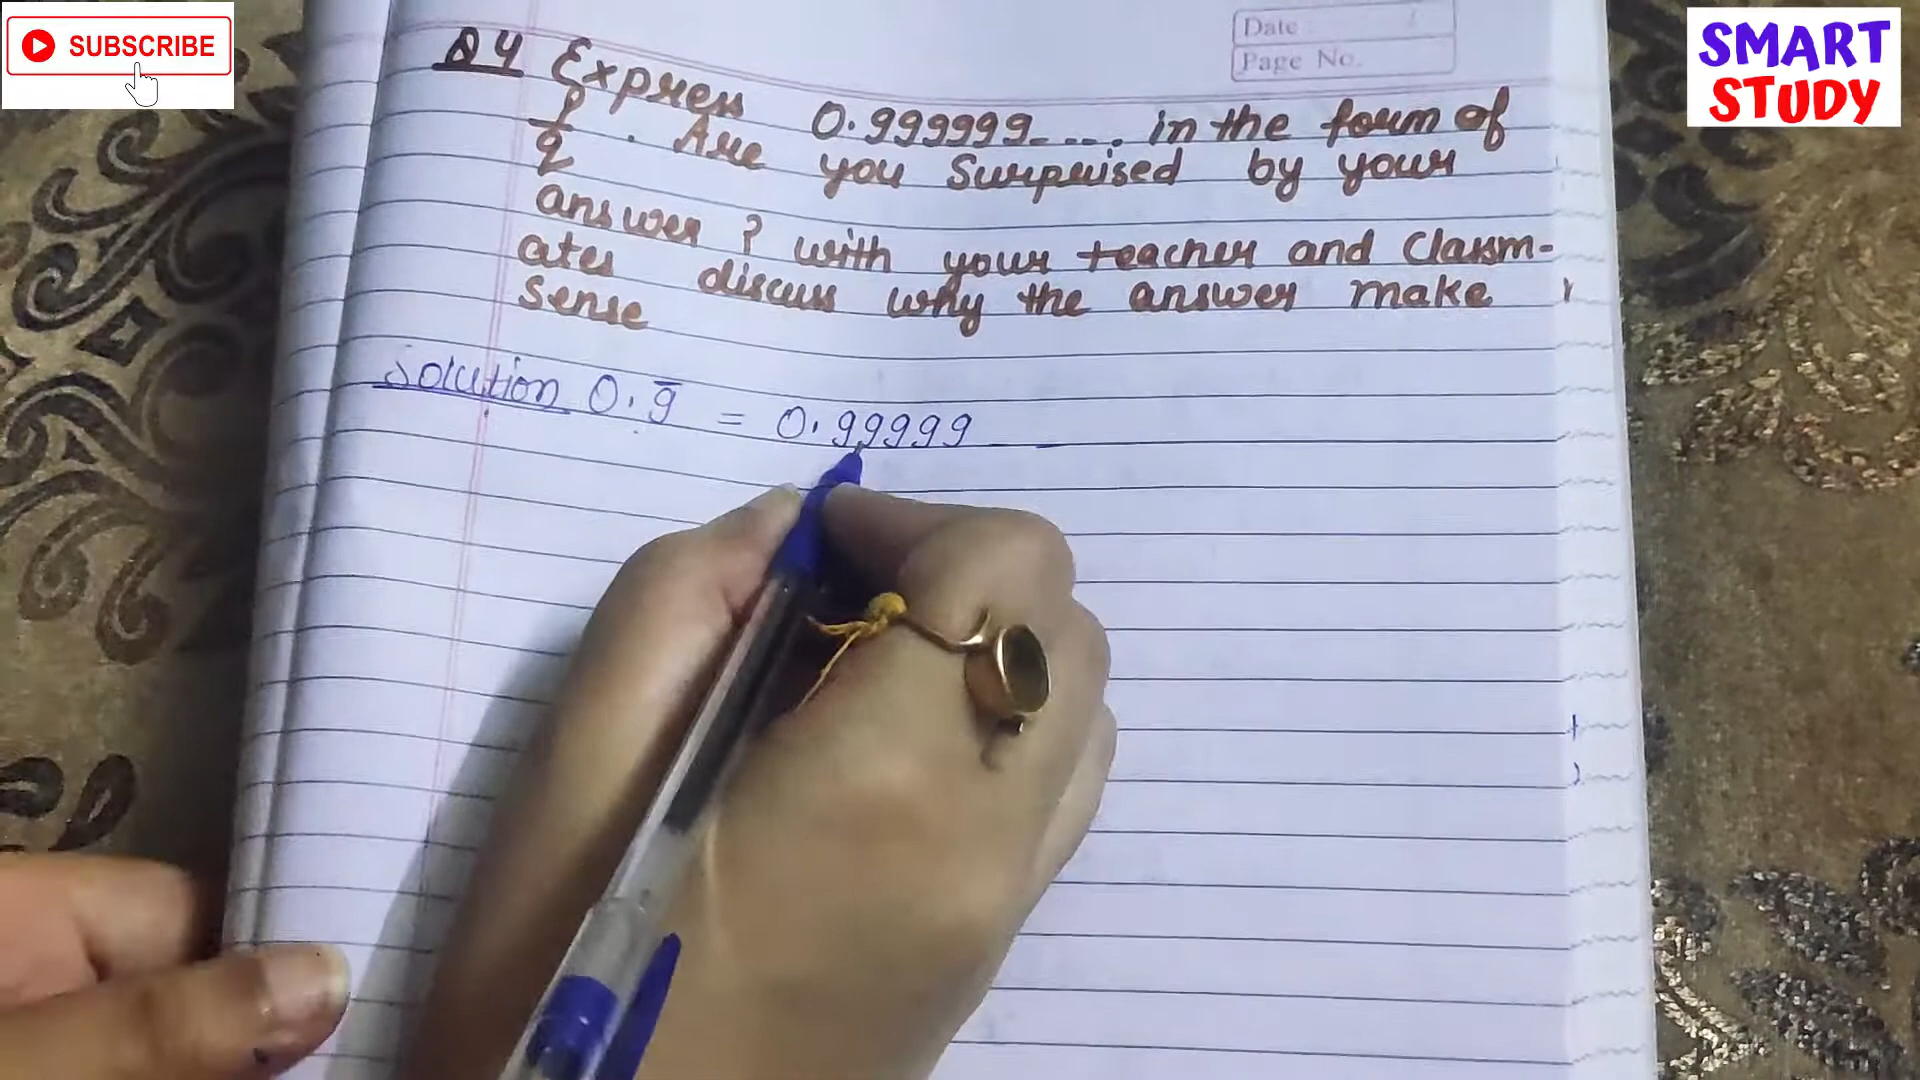 SUBSCRIBE
SMART
STUDY
Date
Page No.
Q4 Express 0.999999---. in the form of
p/q . Are you Surprised by your
answer ? with your teacher and Classm-
ates discuss why the answer make
Sense
Solution 0.9̅ = 0.99999 - -